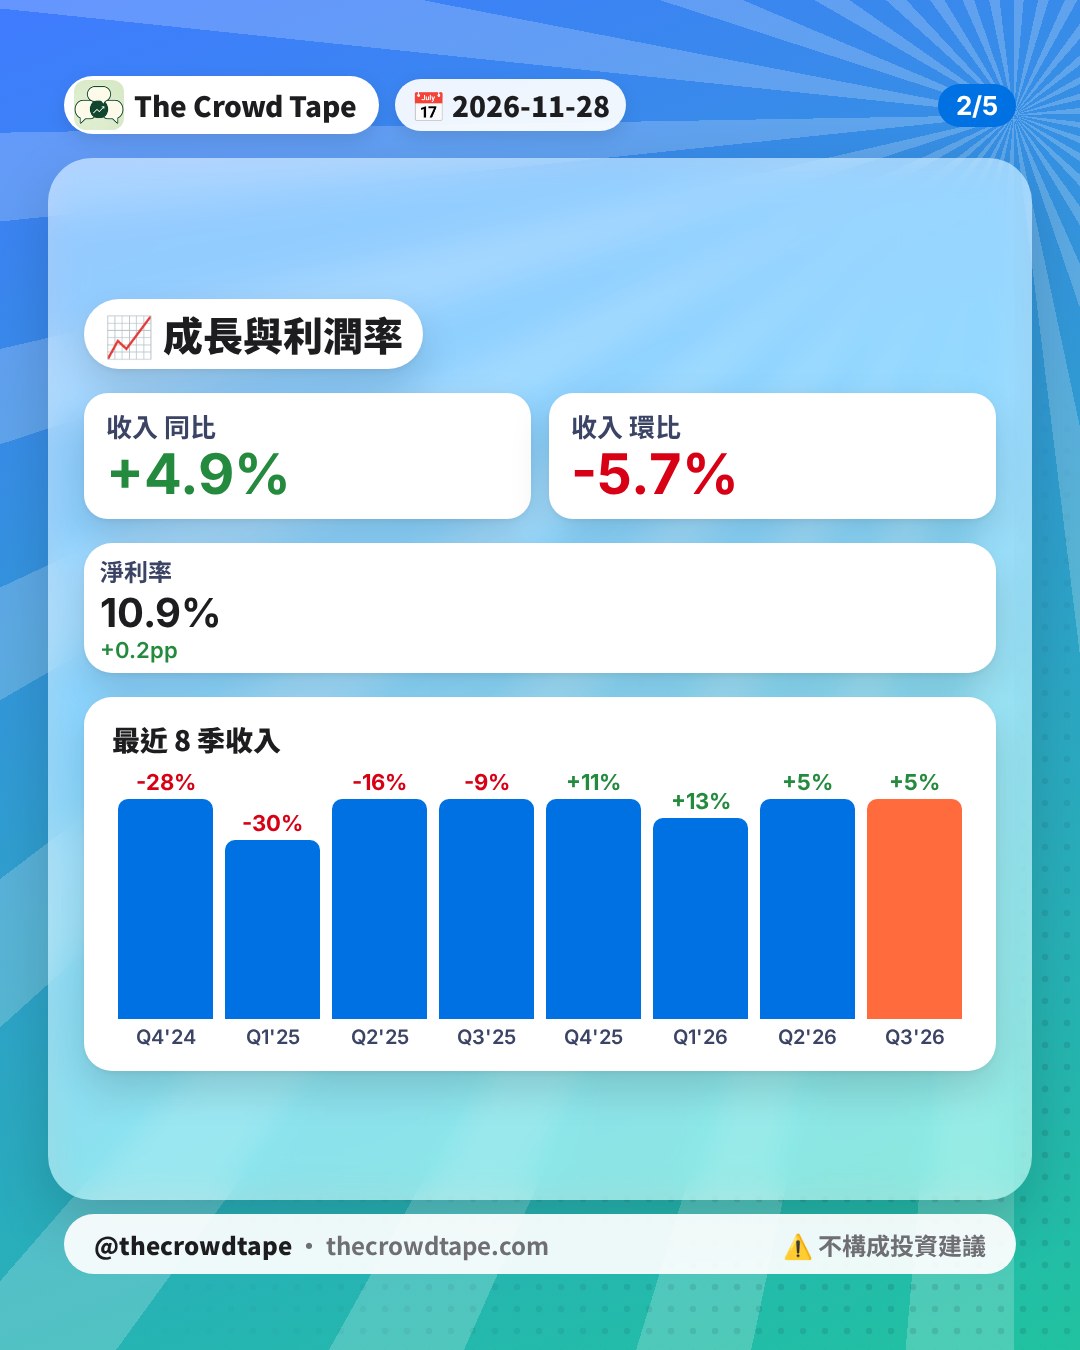 The Crowd Tape
2026-11-28
2/5
成長與利潤率
收入 同比
+4.9%
收入 環比
-5.7%
淨利率
10.9%
+0.2pp
最近 8 季收入
-28%
-30%
-16%
-9%
+11%
+13%
+5%
+5%
Q4'24
Q1'25
Q2'25
Q3'25
Q4'25
Q1'26
Q2'26
Q3'26
@thecrowdtape • thecrowdtape.com
⚠️ 不構成投資建議